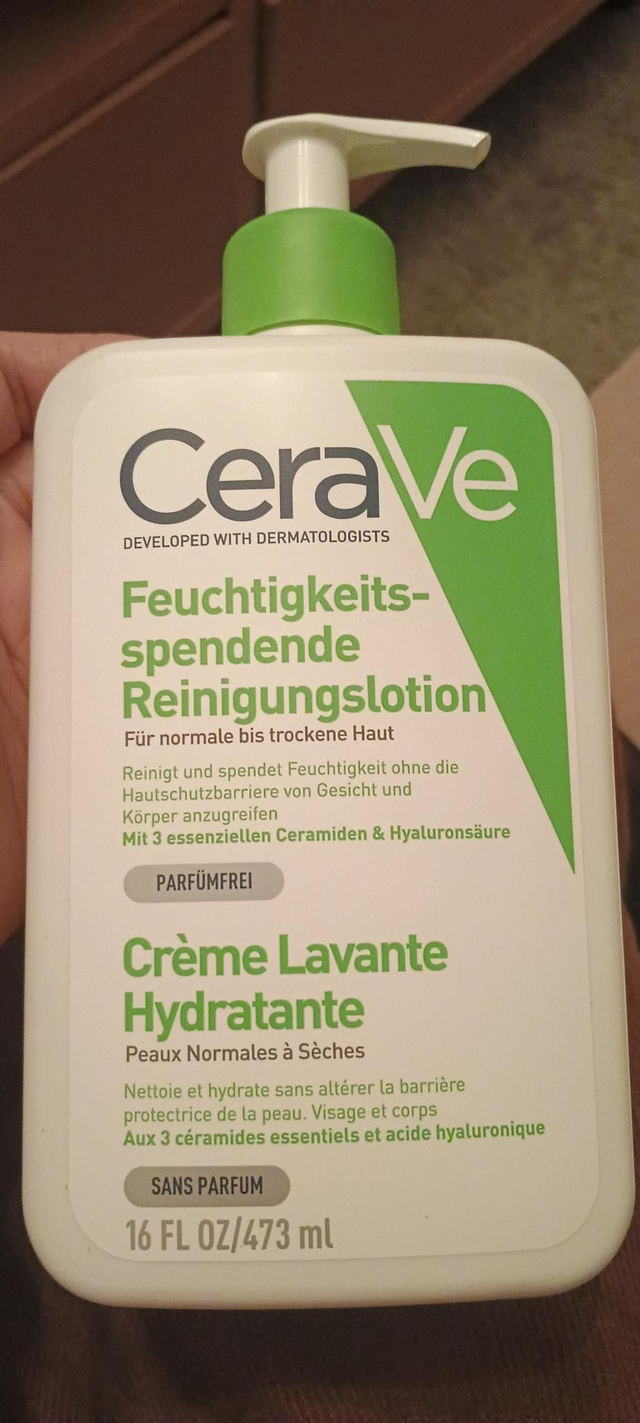 CeraVe
DEVELOPED WITH DERMATOLOGISTS
Feuchtigkeits-
spendende
Reinigungslotion
Für normale bis trockene Haut
Reinigt und spendet Feuchtigkeit ohne die
Hautschutzbarriere von Gesicht und
Körper anzugreifen
Mit 3 essenziellen Ceramiden & Hyaluronsäure
PARFÜMFREI
Crème Lavante
Hydratante
Peaux Normales à Sèches
Nettoie et hydrate sans altérer la barrière
protectrice de la peau. Visage et corps
Aux 3 céramides essentiels et acide hyaluronique
SANS PARFUM
16 FL OZ/473 ml